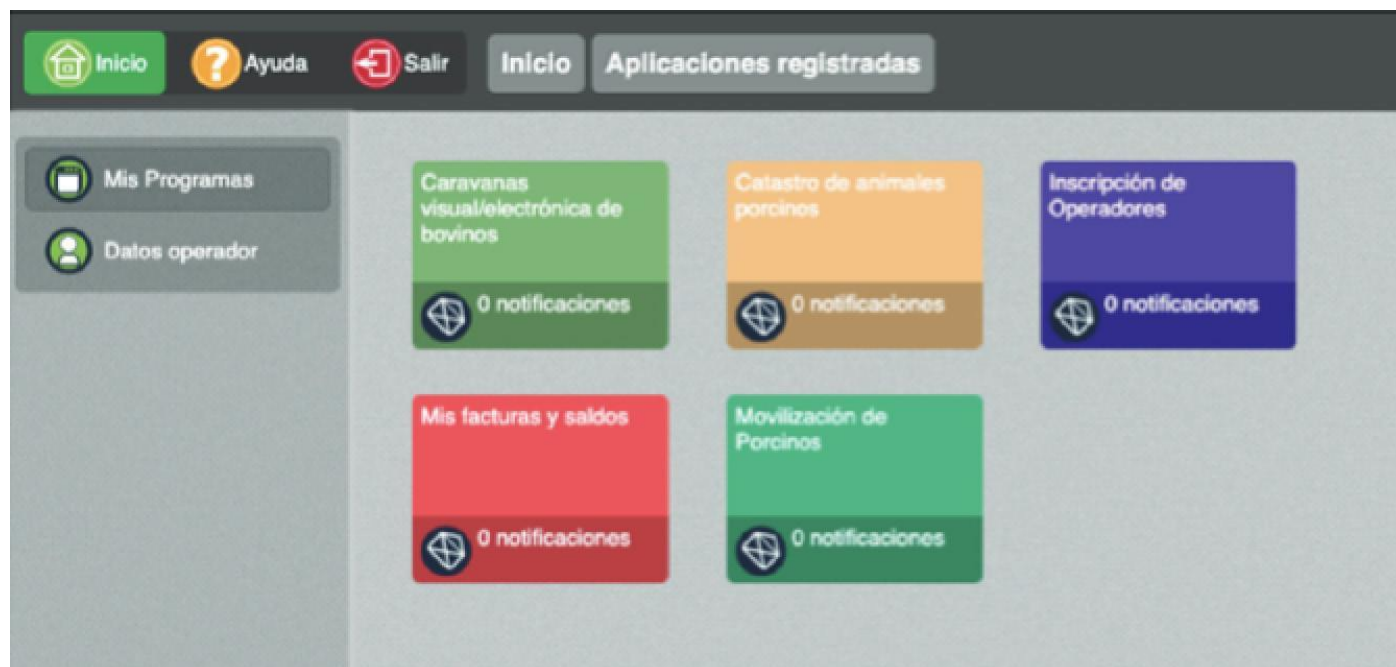 Inicio
Ayuda
Salir
Inicio
Aplicaciones registradas
Mis Programas
Datos operador
Caravanas
visual/electrónica de
bovinos
0 notificaciones
Catastro de animales
porcinos
0 notificaciones
Inscripción de
Operadores
0 notificaciones
Mis facturas y saldos
0 notificaciones
Movilización de
Porcinos
0 notificaciones